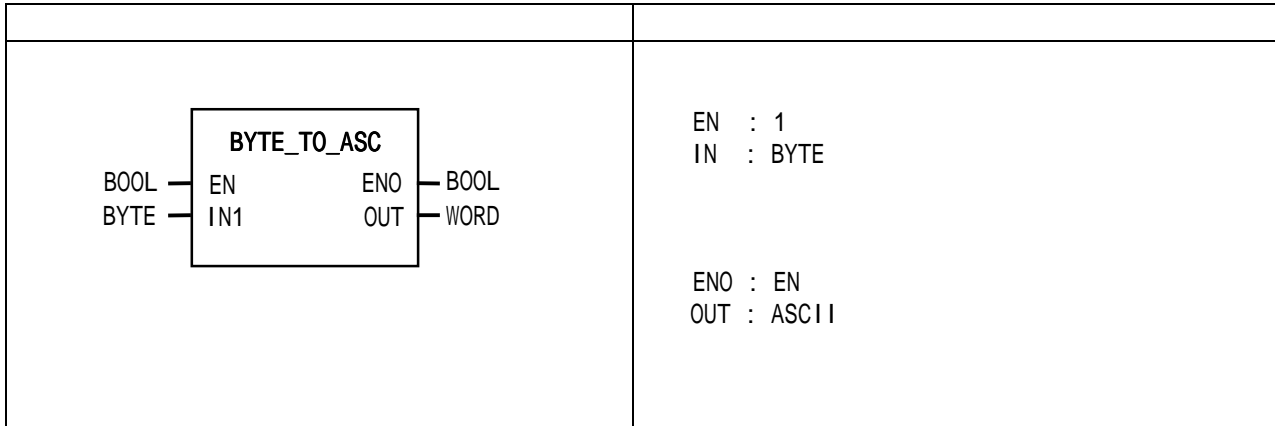 BYTE_TO_ASC
BOOL EN ENO BOOL
BYTE IN1 OUT WORD
EN : 1
IN : BYTE
ENO : EN
OUT : ASCII